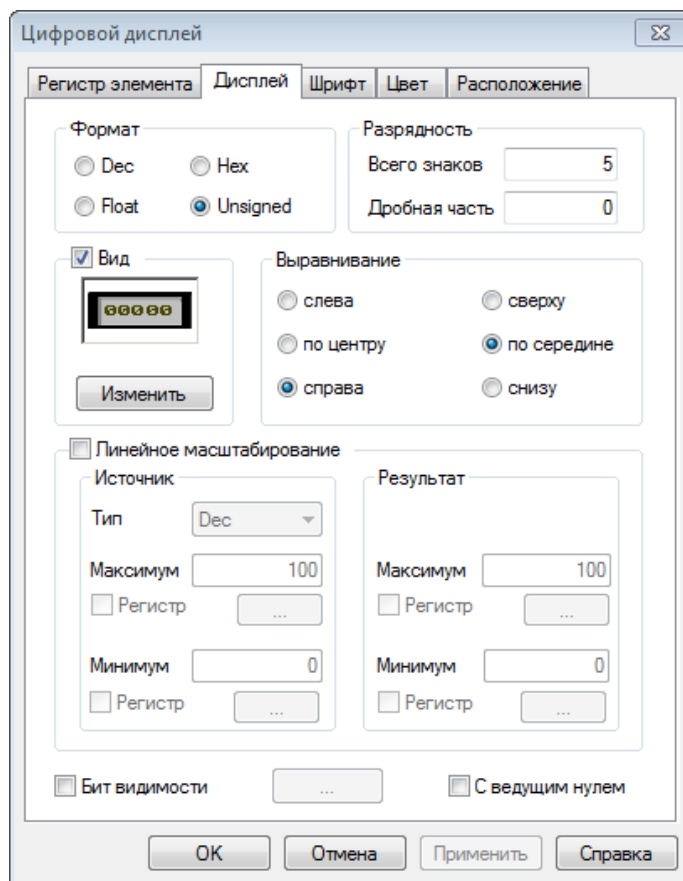 Цифровой дисплей
Регистр элемента Дисплей Шрифт Цвет Расположение
Формат Разрядность
Dec Hex Всего знаков 5
Float Unsigned Дробная часть 0
Вид Выравнивание
00000 слева сверху
по центру по середине
Изменить справа снизу
Линейное масштабирование
Источник Результат
Тип Dec
Максимум 100 Максимум 100
Регистр ... Регистр ...
Минимум 0 Минимум 0
Регистр ... Регистр ...
Бит видимости ... С ведущим нулем
OK Отмена Применить Справка